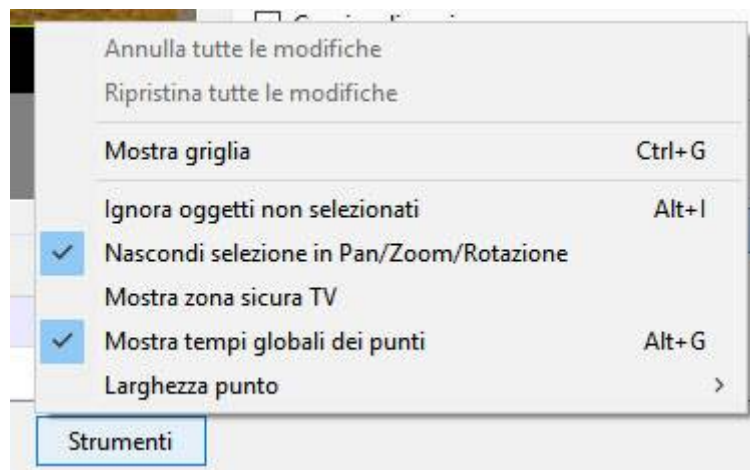 Annulla tutte le modifiche
Ripristina tutte le modifiche
Mostra griglia Ctrl+G
Ignora oggetti non selezionati Alt+I
Nascondi selezione in Pan/Zoom/Rotazione
Mostra zona sicura TV
Mostra tempi globali dei punti Alt+G
Larghezza punto
Strumenti